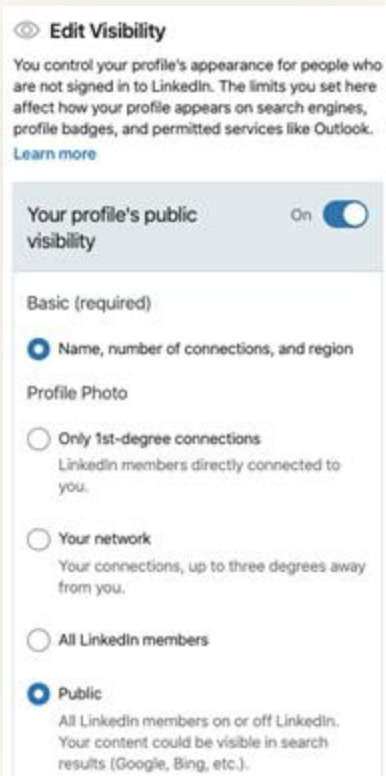 Edit Visibility
You control your profile's appearance for people who
are not signed in to LinkedIn. The limits you set here
affect how your profile appears on search engines,
profile badges, and permitted services like Outlook.
Learn more
Your profile's public
visibility
On
Basic (required)
Name, number of connections, and region
Profile Photo
Only 1st-degree connections
LinkedIn members directly connected to
you.
Your network
Your connections, up to three degrees away
from you.
All LinkedIn members
Public
All LinkedIn members on or off LinkedIn.
Your content could be visible in search
results (Google, Bing, etc.).